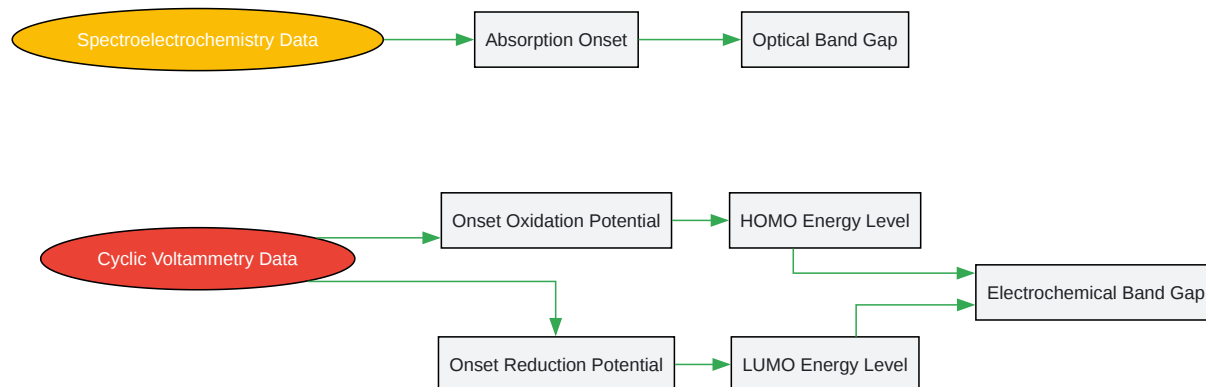 Spectroelectrochemistry Data
Absorption Onset
Optical Band Gap
Onset Oxidation Potential
HOMO Energy Level
Cyclic Voltammetry Data
Electrochemical Band Gap
Onset Reduction Potential
LUMO Energy Level